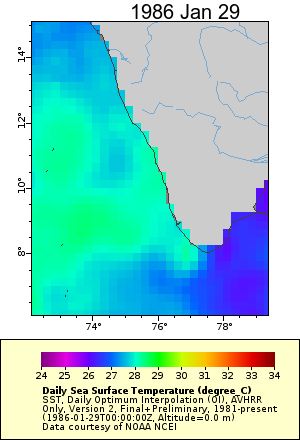 1986 Jan 29
14°
12°
10°
8°
74°
76°
78°
24 25 26 27 28 29 30 31 32 33 34
Daily Sea Surface Temperature (degree_C)
SST, Daily Optimum Interpolation (OI), AVHRR
Only, Version 2, Final+Preliminary, 1981-present
(1986-01-29T00:00:00Z, Altitude=0.0 m)
Data courtesy of NOAA NCEI